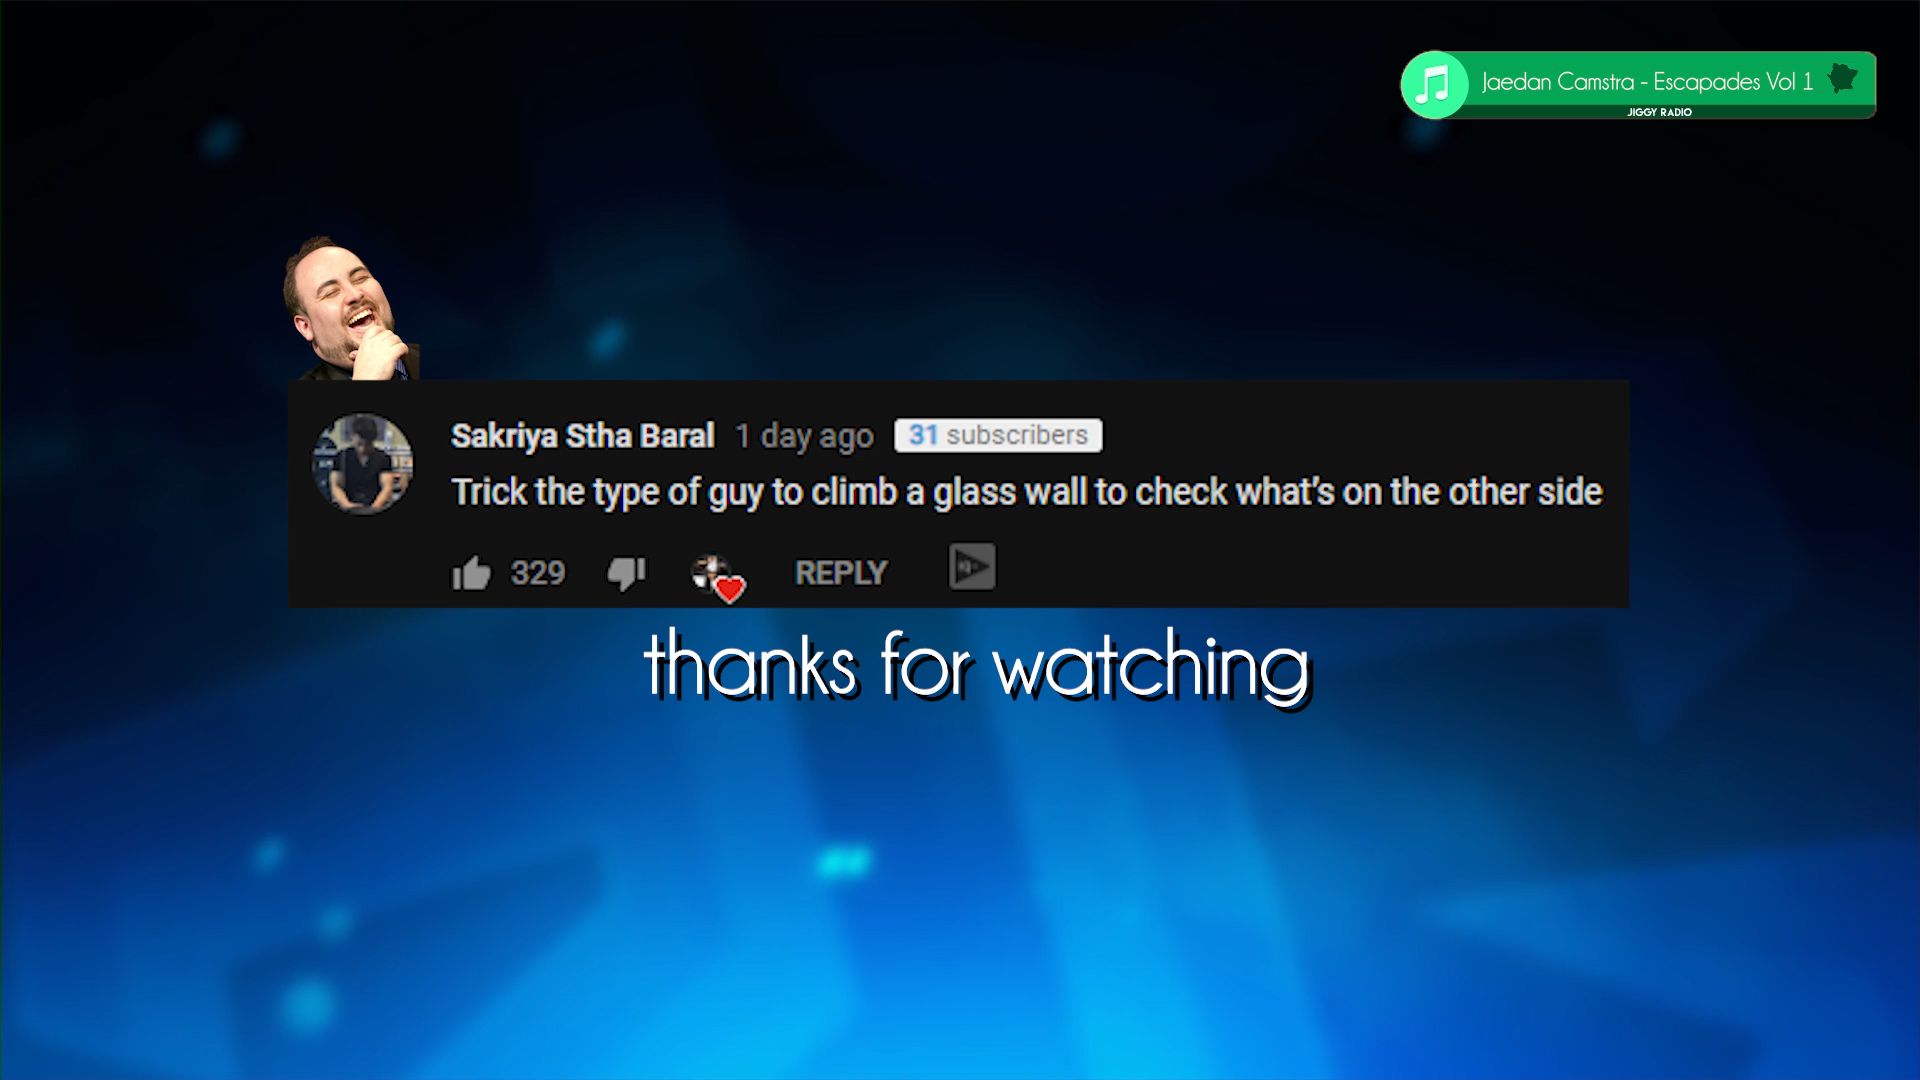 Jaedan Camstra - Escapades Vol 1
JIGGY RADIO
Sakriya Stha Baral 1 day ago 31 subscribers
Trick the type of guy to climb a glass wall to check what’s on the other side
329 REPLY
thanks for watching